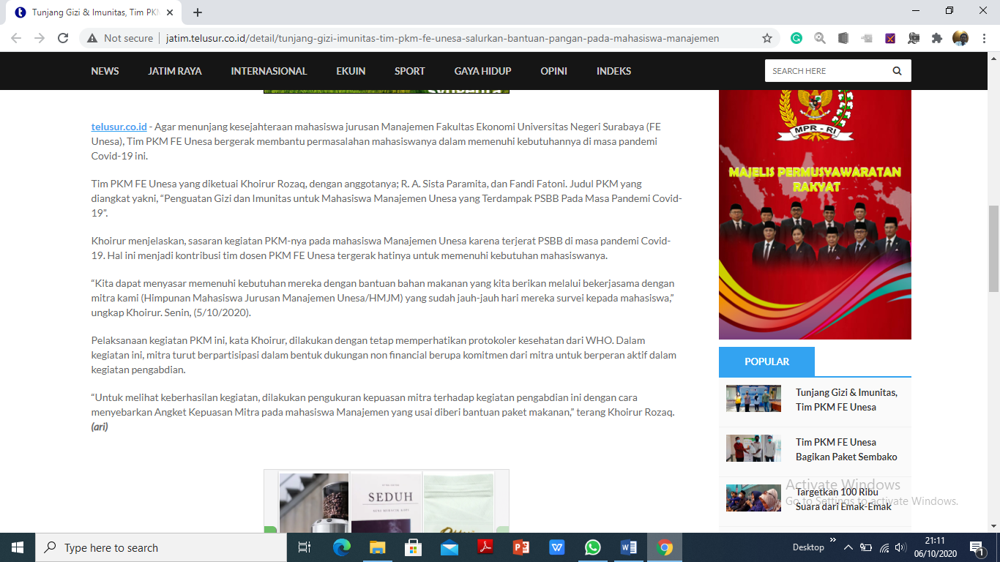 Tunjang Gizi & Imunitas, Tim PKM
Not secure | jatim.telusur.co.id/detail/tunjang-gizi-imunitas-tim-pkm-fe-unesa-salurkan-bantuan-pangan-pada-mahasiswa-manajemen
NEWS JATIM RAYA INTERNASIONAL EKUIN SPORT GAYA HIDUP OPINI INDEKS SEARCH HERE
telusur.co.id - Agar menunjang kesejahteraan mahasiswa jurusan Manajemen Fakultas Ekonomi Universitas Negeri Surabaya (FE
Unesa), Tim PKM FE Unesa bergerak membantu permasalahan mahasiswanya dalam memenuhi kebutuhannya di masa pandemi
Covid-19 ini.
Tim PKM FE Unesa yang diketuai Khoirur Rozaq, dengan anggotanya; R. A. Sista Paramita, dan Fandi Fatoni. Judul PKM yang
diangkat yakni, “Penguatan Gizi dan Imunitas untuk Mahasiswa Manajemen Unesa yang Terdampak PSBB Pada Masa Pandemi Covid-
19”.
Khoirur menjelaskan, sasaran kegiatan PKM-nya pada mahasiswa Manajemen Unesa karena terjerat PSBB di masa pandemi Covid-
19. Hal ini menjadi kontribusi tim dosen PKM FE Unesa tergerak hatinya untuk memenuhi kebutuhan mahasiswanya.
“Kita dapat menyasar memenuhi kebutuhan mereka dengan bantuan bahan makanan yang kita berikan melalui bekerjasama dengan
mitra kami (Himpunan Mahasiswa Jurusan Manajemen Unesa/HMJM) yang sudah jauh-jauh hari mereka survei kepada mahasiswa,”
ungkap Khoirur. Senin, (5/10/2020).
Pelaksanaan kegiatan PKM ini, kata Khoirur, dilakukan dengan tetap memperhatikan protokoler kesehatan dari WHO. Dalam
kegiatan ini, mitra turut berpartisipasi dalam bentuk dukungan non financial berupa komitmen dari mitra untuk berperan aktif dalam
kegiatan pengabdian.
“Untuk melihat keberhasilan kegiatan, dilakukan pengukuran kepuasan mitra terhadap kegiatan pengabdian ini dengan cara
menyebarkan Angket Kepuasan Mitra pada mahasiswa Manajemen yang usai diberi bantuan paket makanan,” terang Khoirur Rozaq.
(ari)
SEDUH
MPR - RI
MAJELIS PERMUSYAWARATAN
RAKYAT
POPULAR
Tunjang Gizi & Imunitas,
Tim PKM FE Unesa
Tim PKM FE Unesa
Bagikan Paket Sembako
Targetkan 100 Ribu
Suara dari Emak-Emak
Activate Windows
Go to Settings to activate Windows.
Type here to search
Desktop
21:11
06/10/2020
1